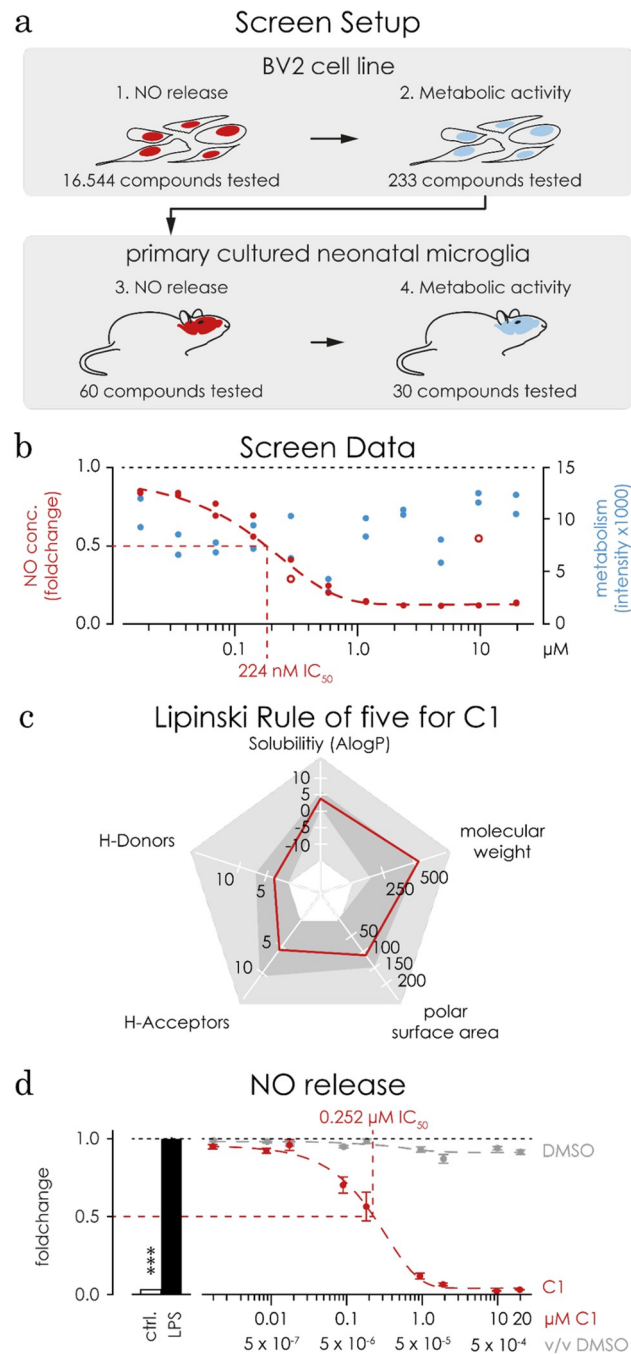 a
Screen Setup
BV2 cell line
1. NO release
2. Metabolic activity
16.544 compounds tested
233 compounds tested
primary cultured neonatal microglia
3. NO release
4. Metabolic activity
60 compounds tested
30 compounds tested
b
Screen Data
1.0
0.5
0.0
NO conc.
(foldchange)
15
10
5
0
metabolism
(intensity x1000)
0.1
1.0
10
µM
224 nM IC50
c
Lipinski Rule of five for C1
Solubilitiy (AlogP)
10
5
0
-5
-10
H-Donors
10
5
molecular
weight
250
500
50
100
150
200
5
10
H-Acceptors
polar
surface area
d
NO release
0.252 µM IC50
1.0
0.5
0.0
foldchange
***
ctrl.
LPS
DMSO
C1
0.01
0.1
1.0
10 20
µM C1
5 x 10-7
5 x 10-6
5 x 10-5
5 x 10-4
v/v DMSO